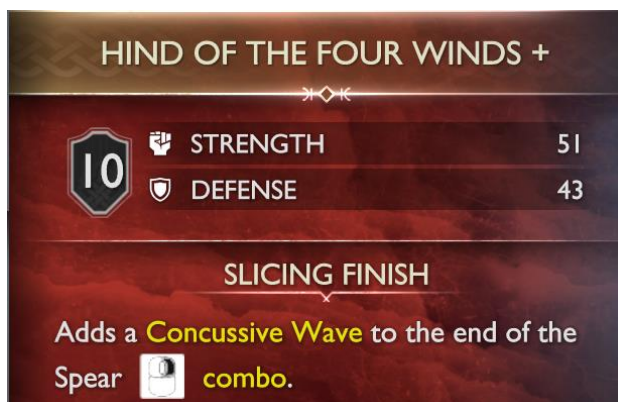 HIND OF THE FOUR WINDS +
10
STRENGTH 51
DEFENSE 43
SLICING FINISH
Adds a Concussive Wave to the end of the
Spear combo.